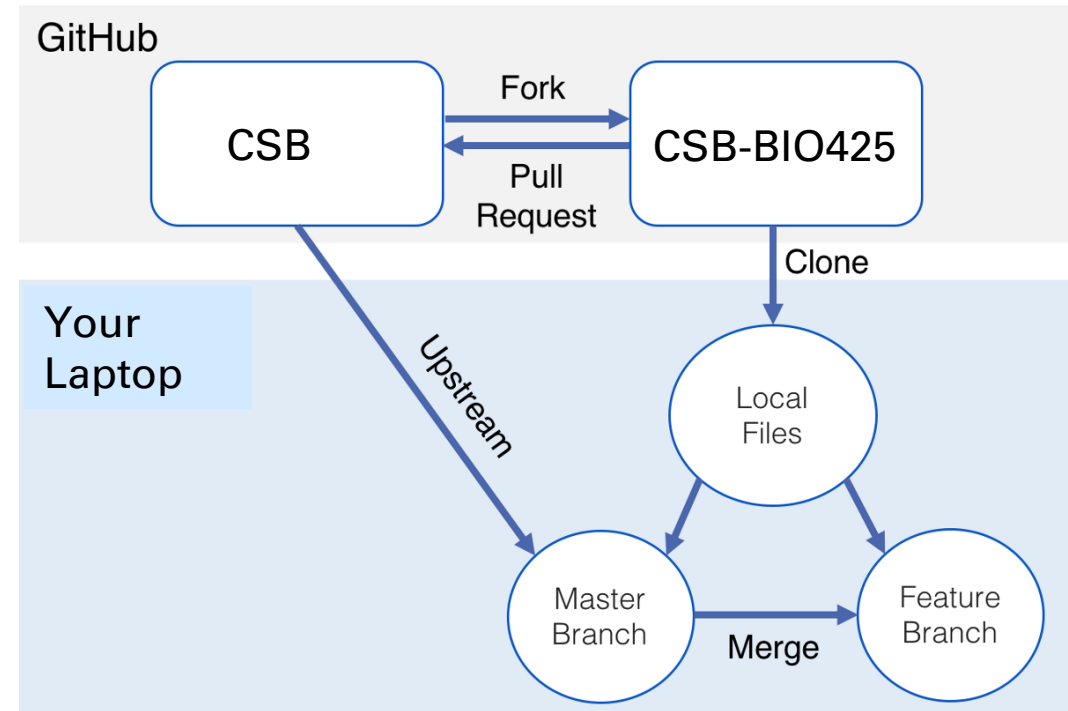 GitHub
Fork
CSB
CSB-BIO425
Pull
Request
Clone
Your
Laptop
Upstream
Local
Files
Master
Branch
Feature
Branch
Merge